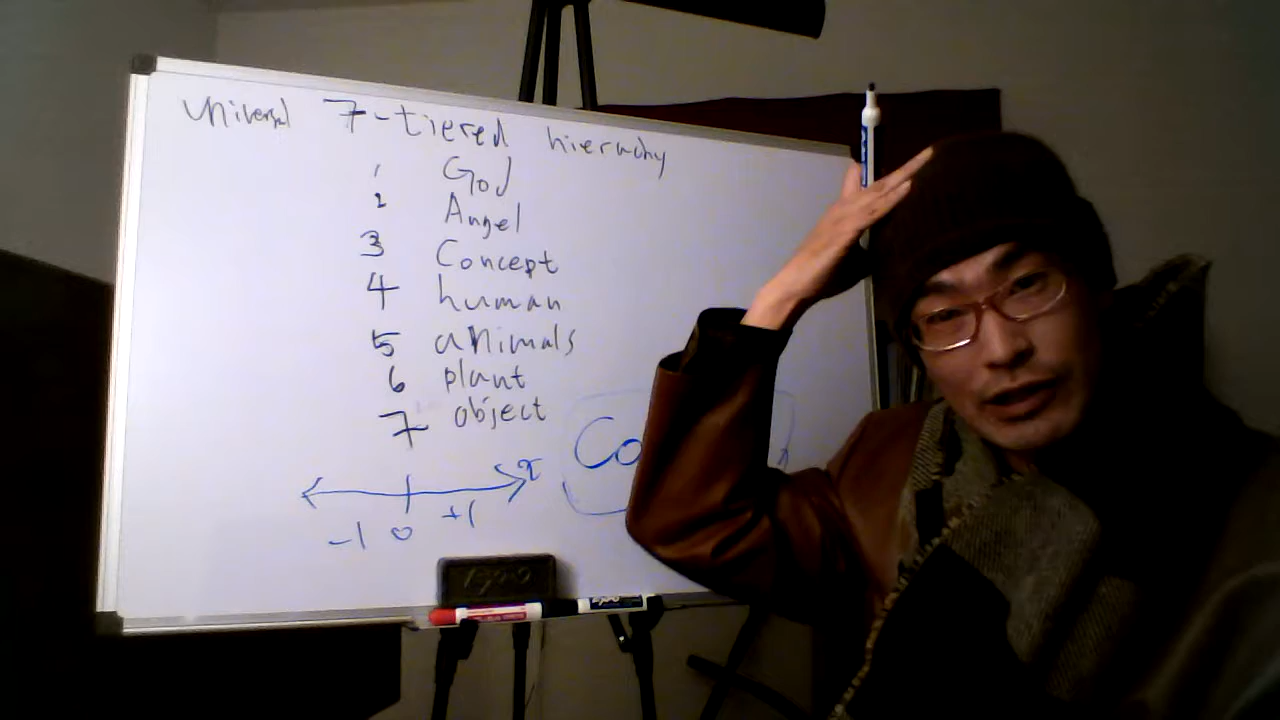 Universal 7-tiered hierarchy
1 God
2 Angel
3 Concept
4 human
5 animals
6 plant
7 object
Co
x
-1 0 +1